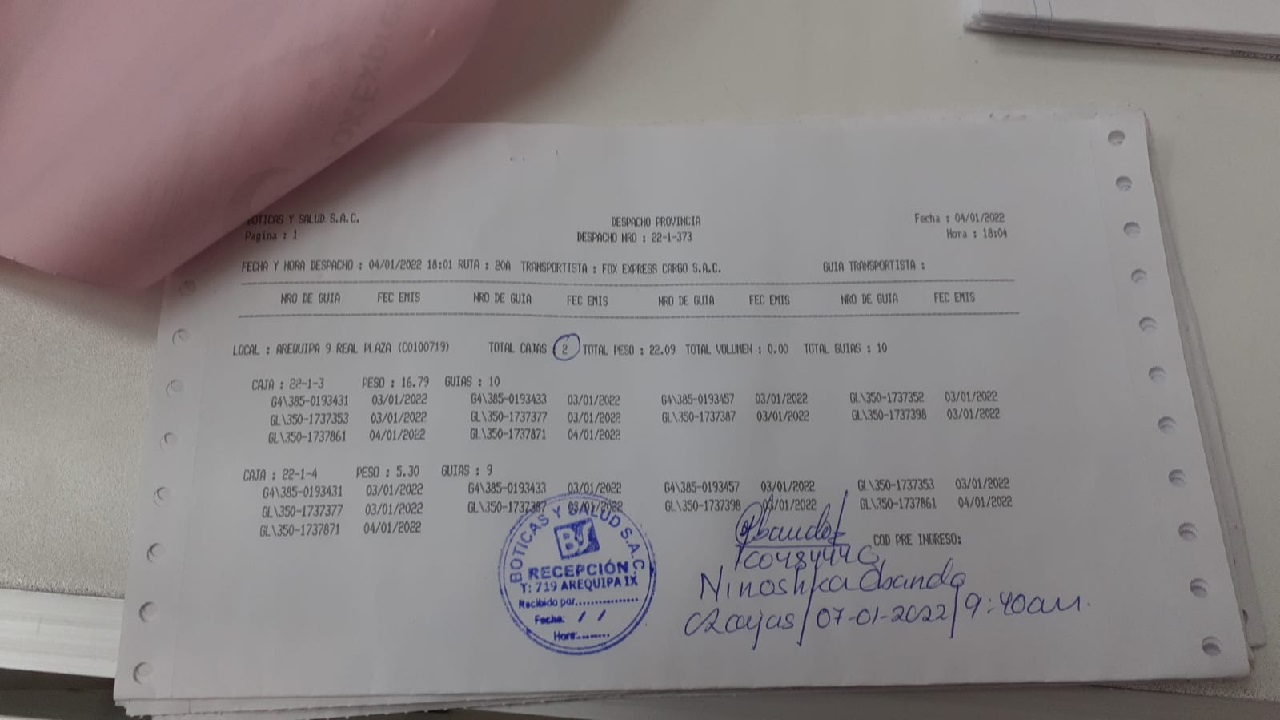 BOTICAS Y SALUD S.A.C. DESPACHO PROVINCIA Fecha : 04/01/2022
Pagina : 1 DESPACHO NRO : 22-1-373 Hora : 18:04
FECHA Y HORA DESPACHO : 04/01/2022 18:01 RUTA : 20A TRANSPORTISTA : FOX EXPRESS CARGO S.A.C. GUIA TRANSPORTISTA :
NRO DE GUIA FEC EMIS NRO DE GUIA FEC EMIS NRO DE GUIA FEC EMIS NRO DE GUIA FEC EMIS
LOCAL : AREQUIPA 9 REAL PLAZA (C0100719) TOTAL CAJAS : 2 TOTAL PESO : 22.09 TOTAL VOLUMEN : 0.00 TOTAL GUIAS : 10
CAJA : 22-1-3 PESO : 16.79 GUIAS : 10
G4\385-0193431 03/01/2022 G4\385-0193433 03/01/2022 G4\385-0193457 03/01/2022 GL\350-1737352 03/01/2022
GL\350-1737353 03/01/2022 GL\350-1737377 03/01/2022 GL\350-1737387 03/01/2022 GL\350-1737398 03/01/2022
GL\350-1737861 04/01/2022 GL\350-1737871 04/01/2022
CAJA : 22-1-4 PESO : 5.30 GUIAS : 9
G4\385-0193431 03/01/2022 G4\385-0193433 03/01/2022 G4\385-0193457 03/01/2022 GL\350-1737353 03/01/2022
GL\350-1737377 03/01/2022 GL\350-1737387 03/01/2022 GL\350-1737398 03/01/2022 GL\350-1737861 04/01/2022
GL\350-1737871 04/01/2022
COD PRE INGRESO:
BOTICAS Y SALUD S.A.C
BS
RECEPCIÓN
T: 719 AREQUIPA IX
Recibido por..............
Fecha: / /
Hora:........
Ninoshka Obando
02 cajas / 07-01-2022 / 9:40am.